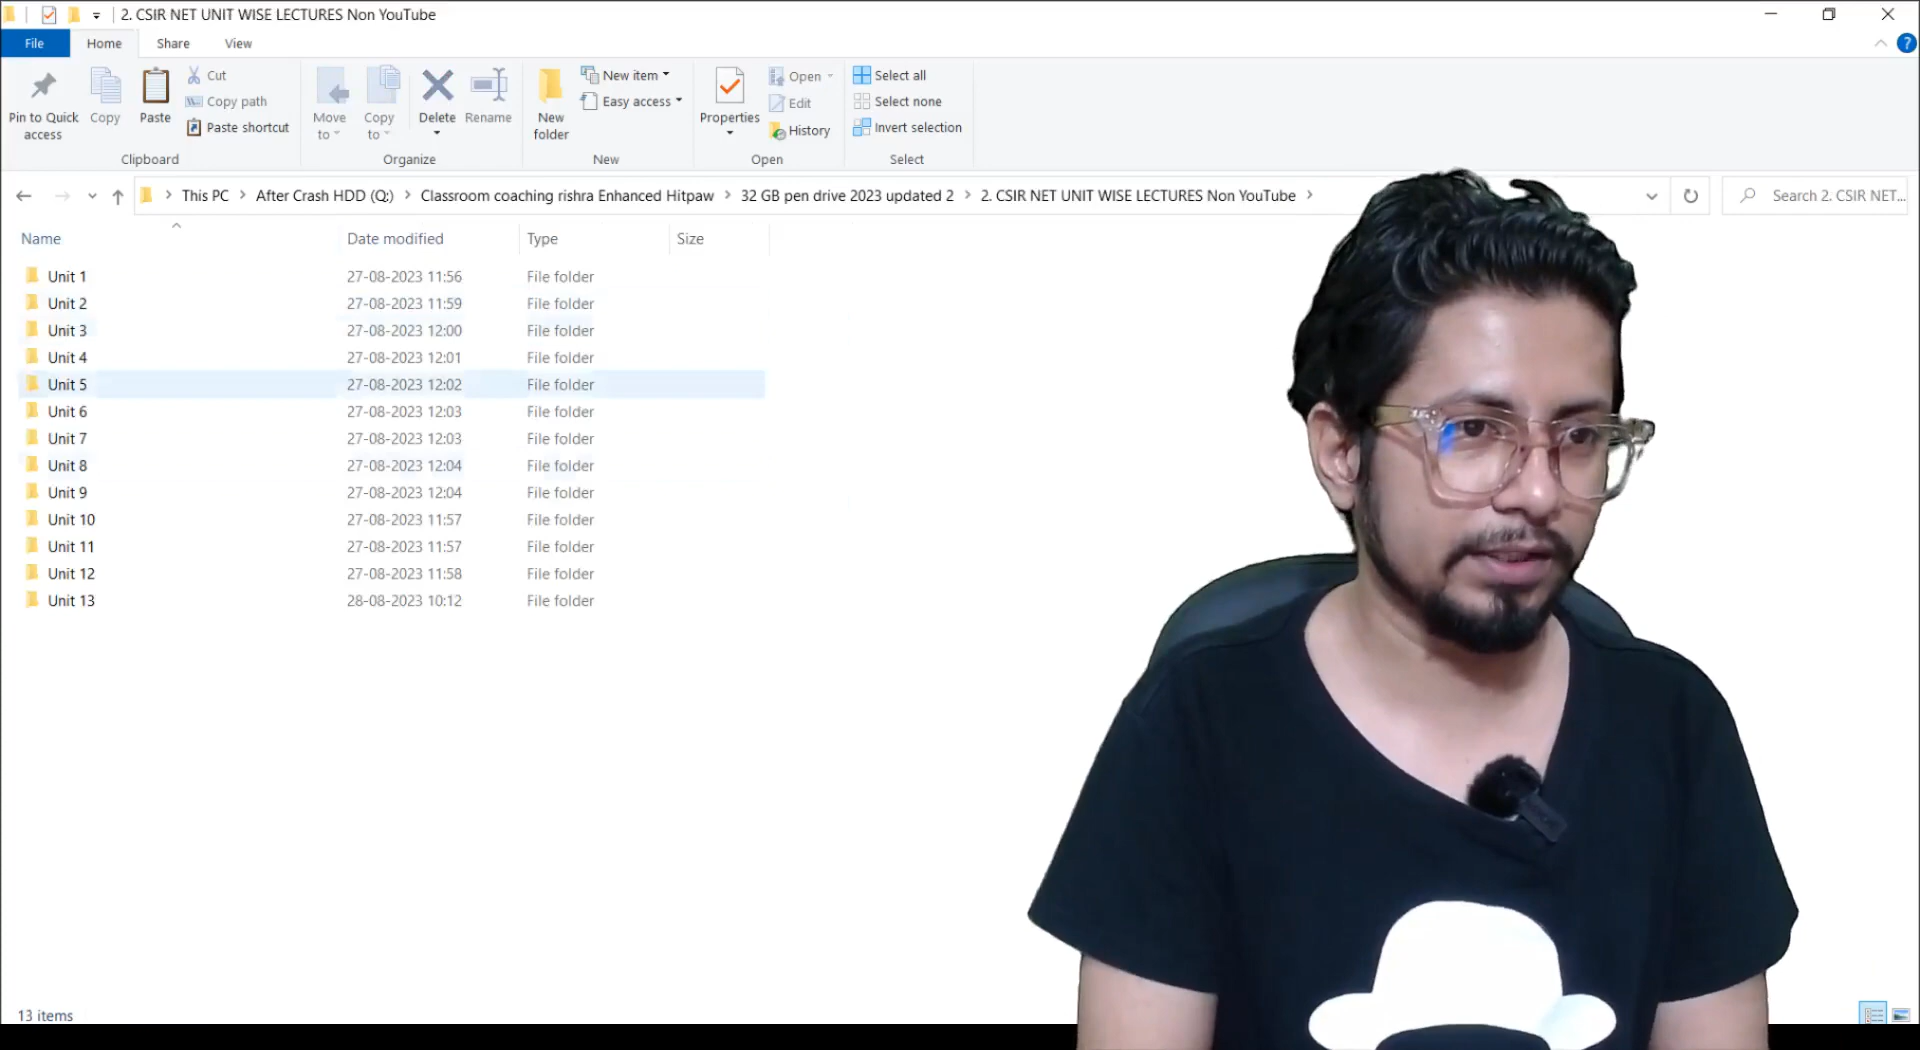 2. CSIR NET UNIT WISE LECTURES Non YouTube
File Home Share View
Pin to Quick access
Copy
Paste
Cut
Copy path
Paste shortcut
Clipboard
Move to
Copy to
Delete
Rename
Organize
New folder
New item
Easy access
New
Properties
Open
Edit
History
Open
Select all
Select none
Invert selection
Select
This PC > After Crash HDD (Q:) > Classroom coaching rishra Enhanced Hitpaw > 32 GB pen drive 2023 updated 2 > 2. CSIR NET UNIT WISE LECTURES Non YouTube >
Search 2. CSIR NET...
Name Date modified Type Size
Unit 1 27-08-2023 11:56 File folder
Unit 2 27-08-2023 11:59 File folder
Unit 3 27-08-2023 12:00 File folder
Unit 4 27-08-2023 12:01 File folder
Unit 5 27-08-2023 12:02 File folder
Unit 6 27-08-2023 12:03 File folder
Unit 7 27-08-2023 12:03 File folder
Unit 8 27-08-2023 12:04 File folder
Unit 9 27-08-2023 12:04 File folder
Unit 10 27-08-2023 11:57 File folder
Unit 11 27-08-2023 11:57 File folder
Unit 12 27-08-2023 11:58 File folder
Unit 13 28-08-2023 10:12 File folder
13 items